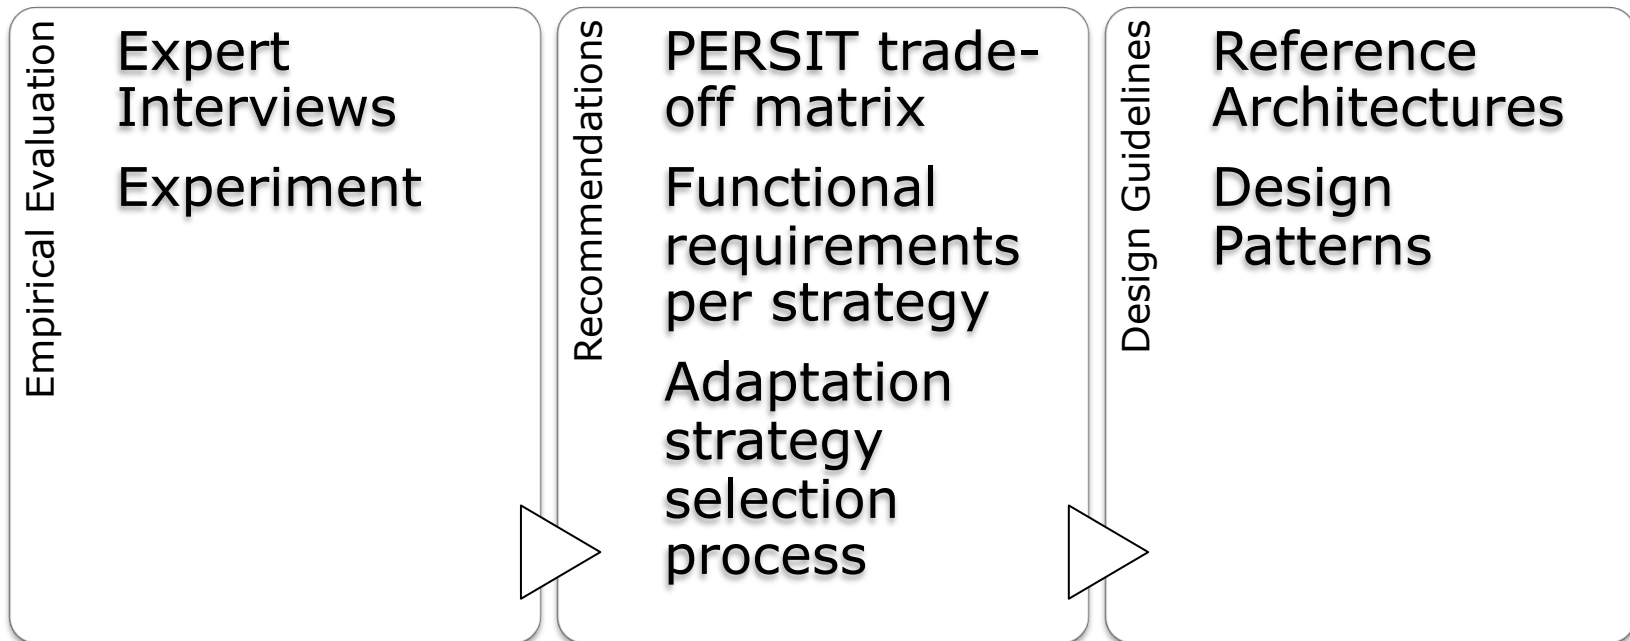 Empirical Evaluation
Expert
Interviews
Experiment
Recommendations
PERSIT trade-
off matrix
Functional
requirements
per strategy
Adaptation
strategy
selection
process
Design Guidelines
Reference
Architectures
Design
Patterns